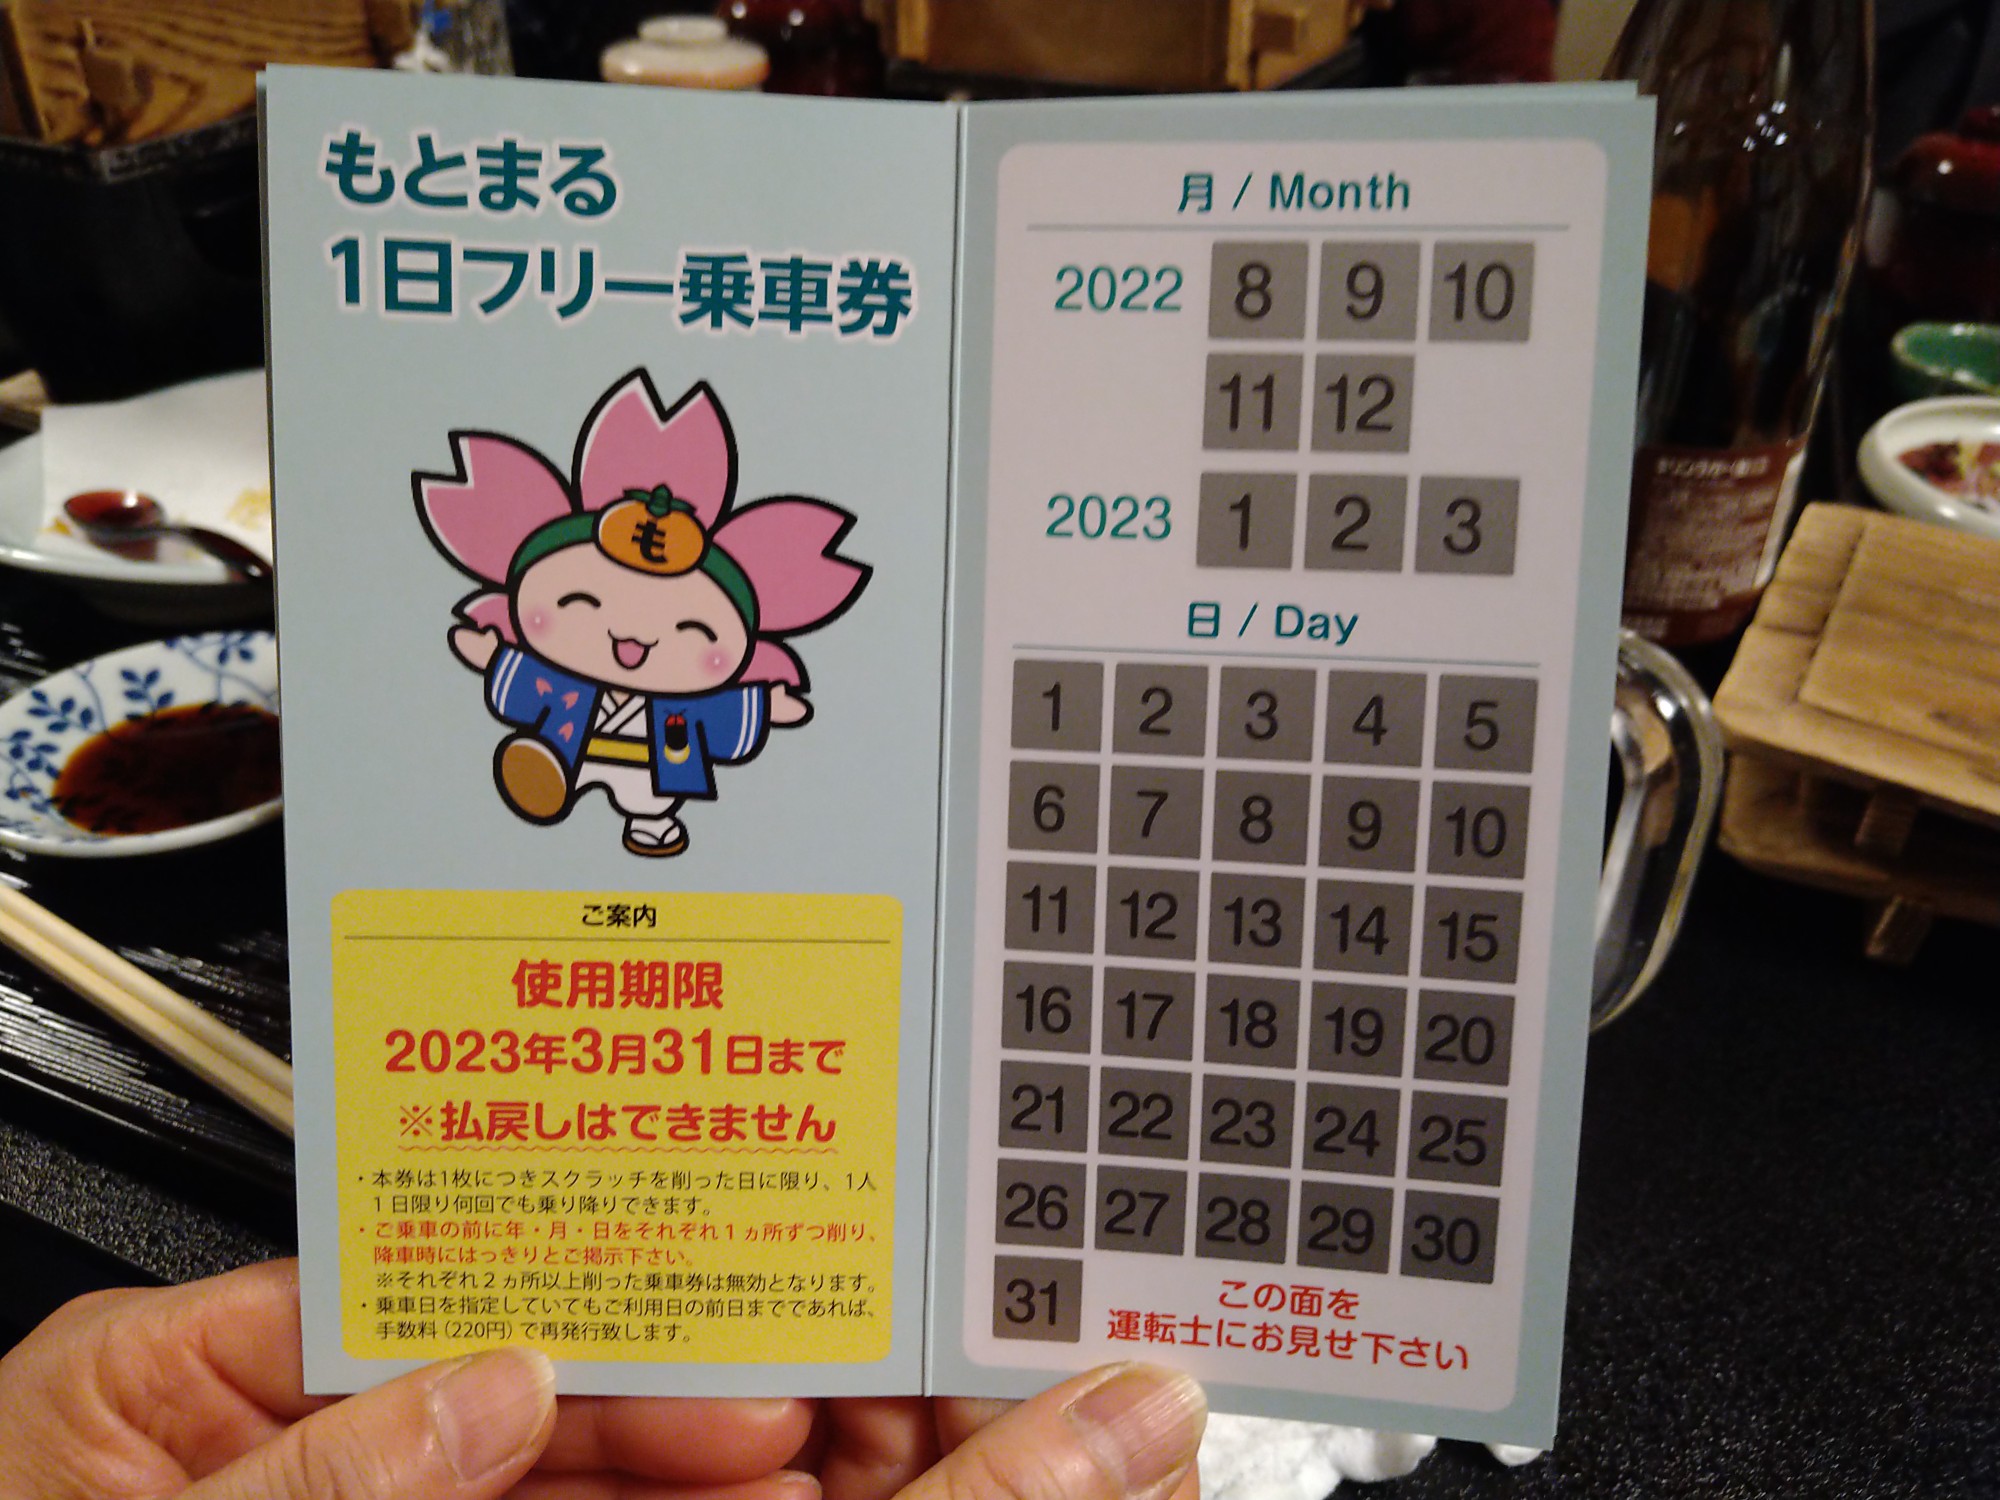 もとまる
1日フリー乗車券
も
ご案内
使用期限
2023年3月31日まで
※払戻しはできません
・本券は1枚につきスクラッチを削った日に限り、1人
1日限り何回でも乗り降りできます。
・ご乗車の前に年・月・日をそれぞれ1ヵ所ずつ削り、
降車時にはっきりとご掲示下さい。
※それぞれ2ヵ所以上削った乗車券は無効となります。
・乗車日を指定していてもご利用日の前日までであれば、
手数料(220円)で再発行致します。
月 / Month
2022 8 9 10
11 12
2023 1 2 3
日 / Day
1 2 3 4 5
6 7 8 9 10
11 12 13 14 15
16 17 18 19 20
21 22 23 24 25
26 27 28 29 30
31
この面を
運転士にお見せ下さい